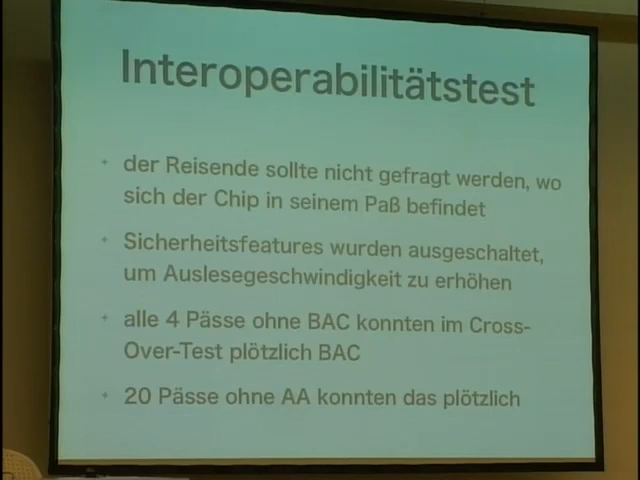 Interoperabilitätstest
der Reisende sollte nicht gefragt werden, wo
sich der Chip in seinem Paß befindet
Sicherheitsfeatures wurden ausgeschaltet,
um Auslesegeschwindigkeit zu erhöhen
alle 4 Pässe ohne BAC konnten im Cross-
Over-Test plötzlich BAC
20 Pässe ohne AA konnten das plötzlich